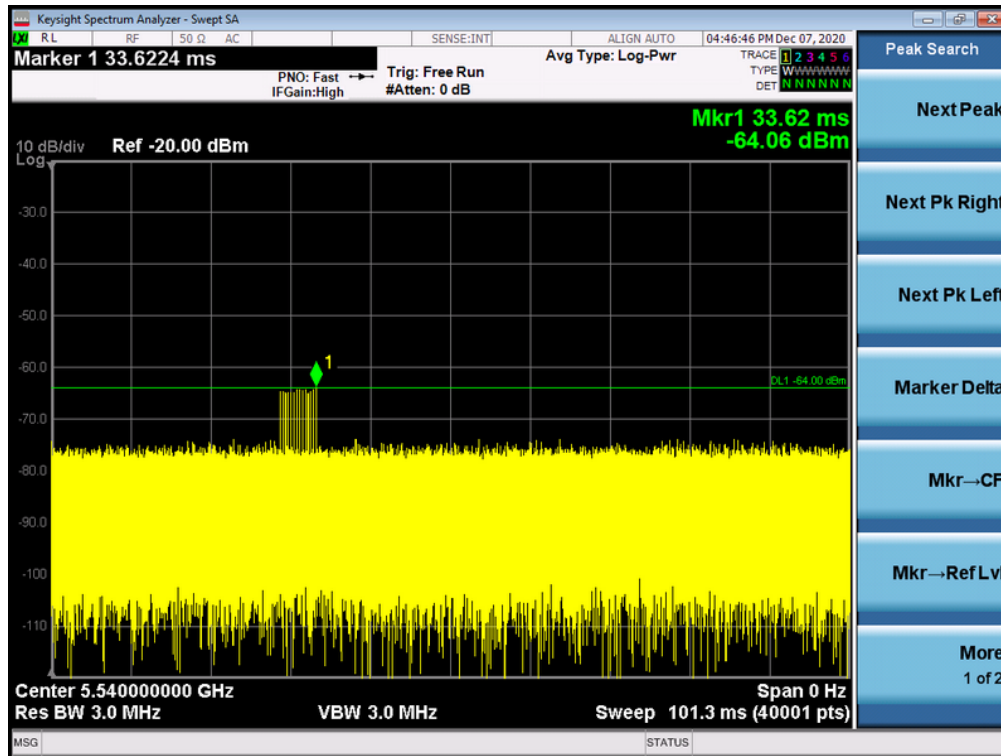 Keysight Spectrum Analyzer - Swept SA
LXI RL RF 50 Ω AC SENSE:INT ALIGN AUTO 04:46:46 PM Dec 07, 2020
Marker 1 33.6224 ms
PNO: Fast
IFGain:High
Trig: Free Run
#Atten: 0 dB
Avg Type: Log-Pwr
TRACE 1 2 3 4 5 6
TYPE WWWWWW
DET N N N N N N
Mkr1 33.62 ms
-64.06 dBm
10 dB/div Ref -20.00 dBm
Log
-30.0
-40.0
-50.0
-60.0
1
DL1 -64.00 dBm
-70.0
-80.0
-90.0
-100
-110
Center 5.540000000 GHz Span 0 Hz
Res BW 3.0 MHz VBW 3.0 MHz Sweep 101.3 ms (40001 pts)
MSG STATUS
Peak Search
Next Peak
Next Pk Right
Next Pk Left
Marker Delta
Mkr→CF
Mkr→Ref Lvl
More
1 of 2